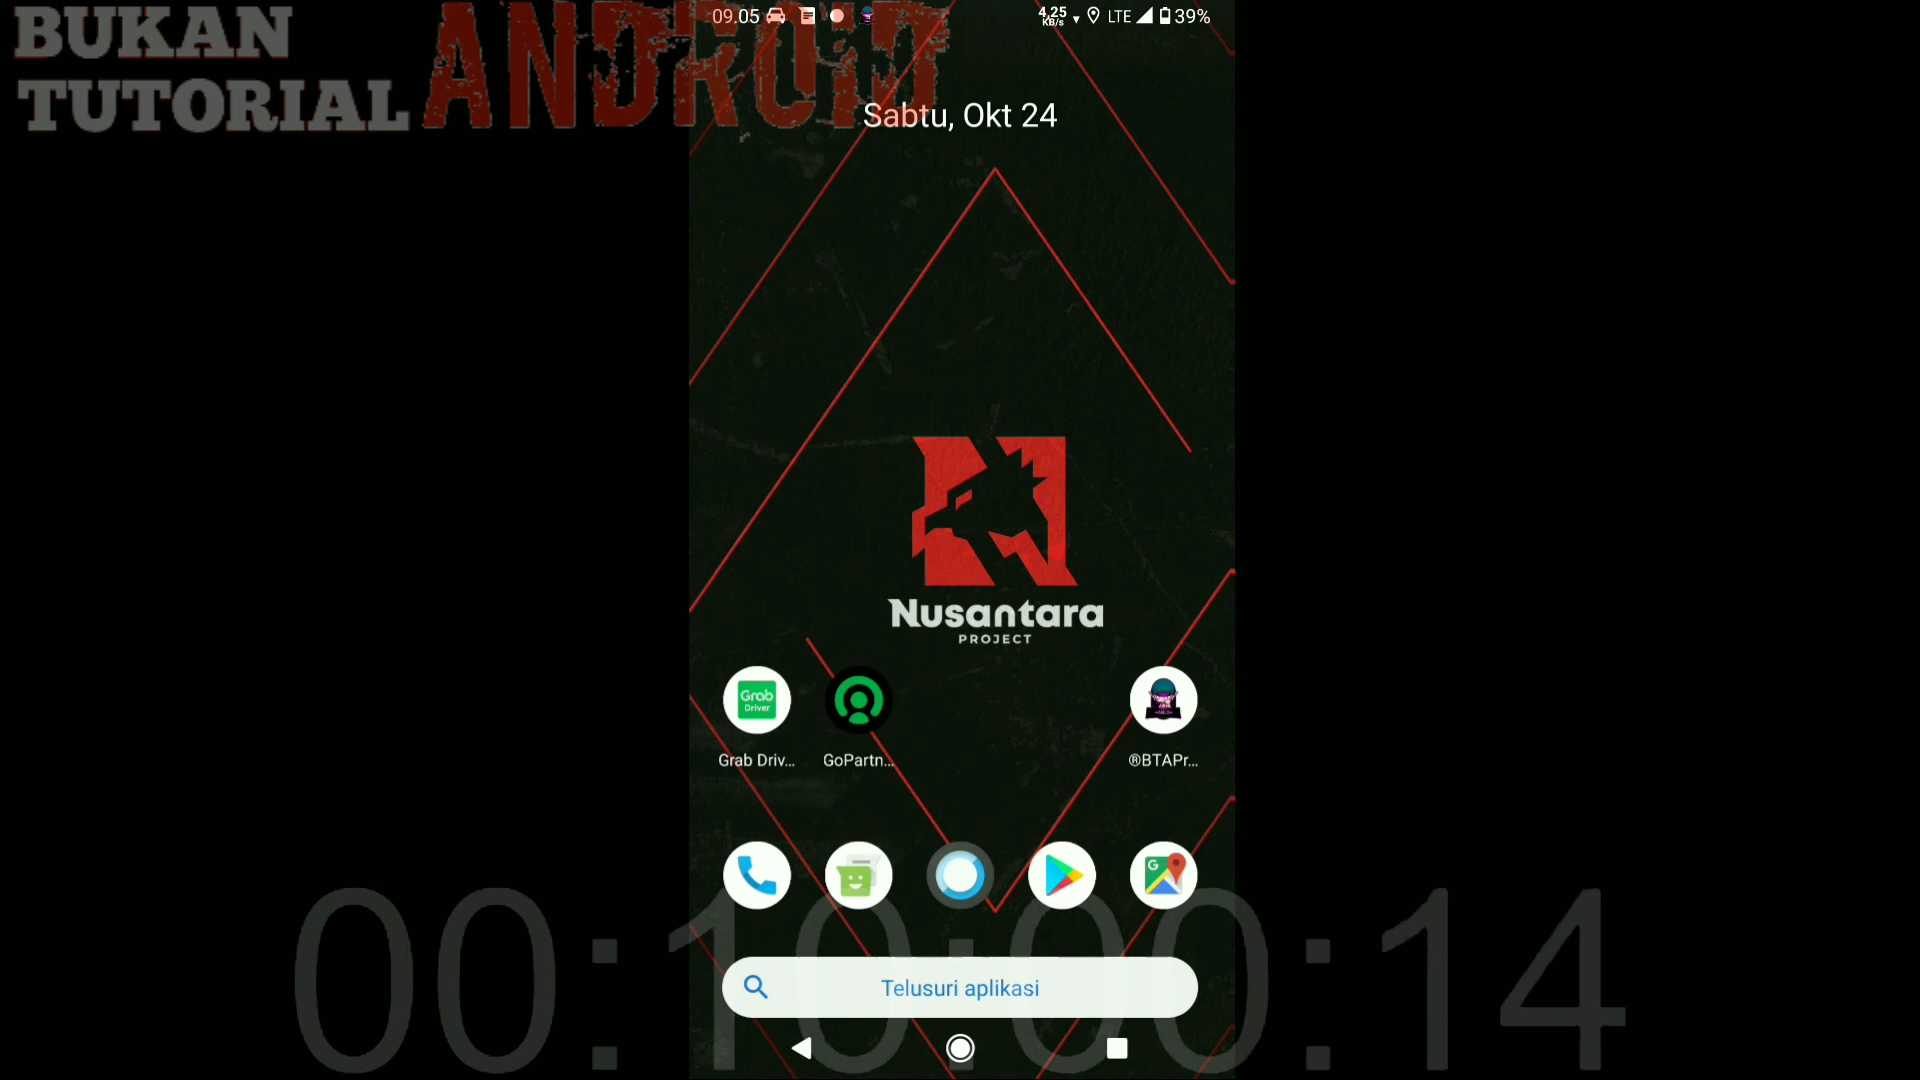 BUKAN
TUTORIAL
ANDROID
09.05
4,25
KB/s
LTE
39%
Sabtu, Okt 24
Nusantara
PROJECT
Grab
Driver
Grab Driv...
GoPartn...
®BTAPr...
G
Telusuri aplikasi
00:10:00:14